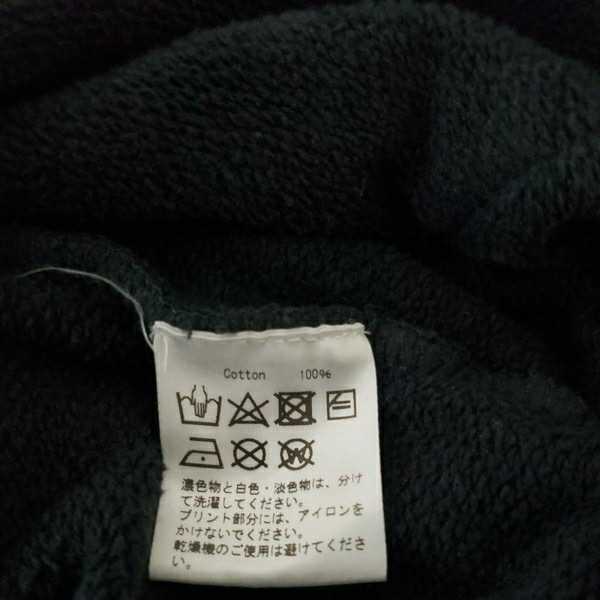 Cotton 100%
濃色物と白色・淡色物は、分け
て洗濯してください。
プリント部分には、アイロンを
かけないでください。
乾燥機のご使用は避けてくださ
い。